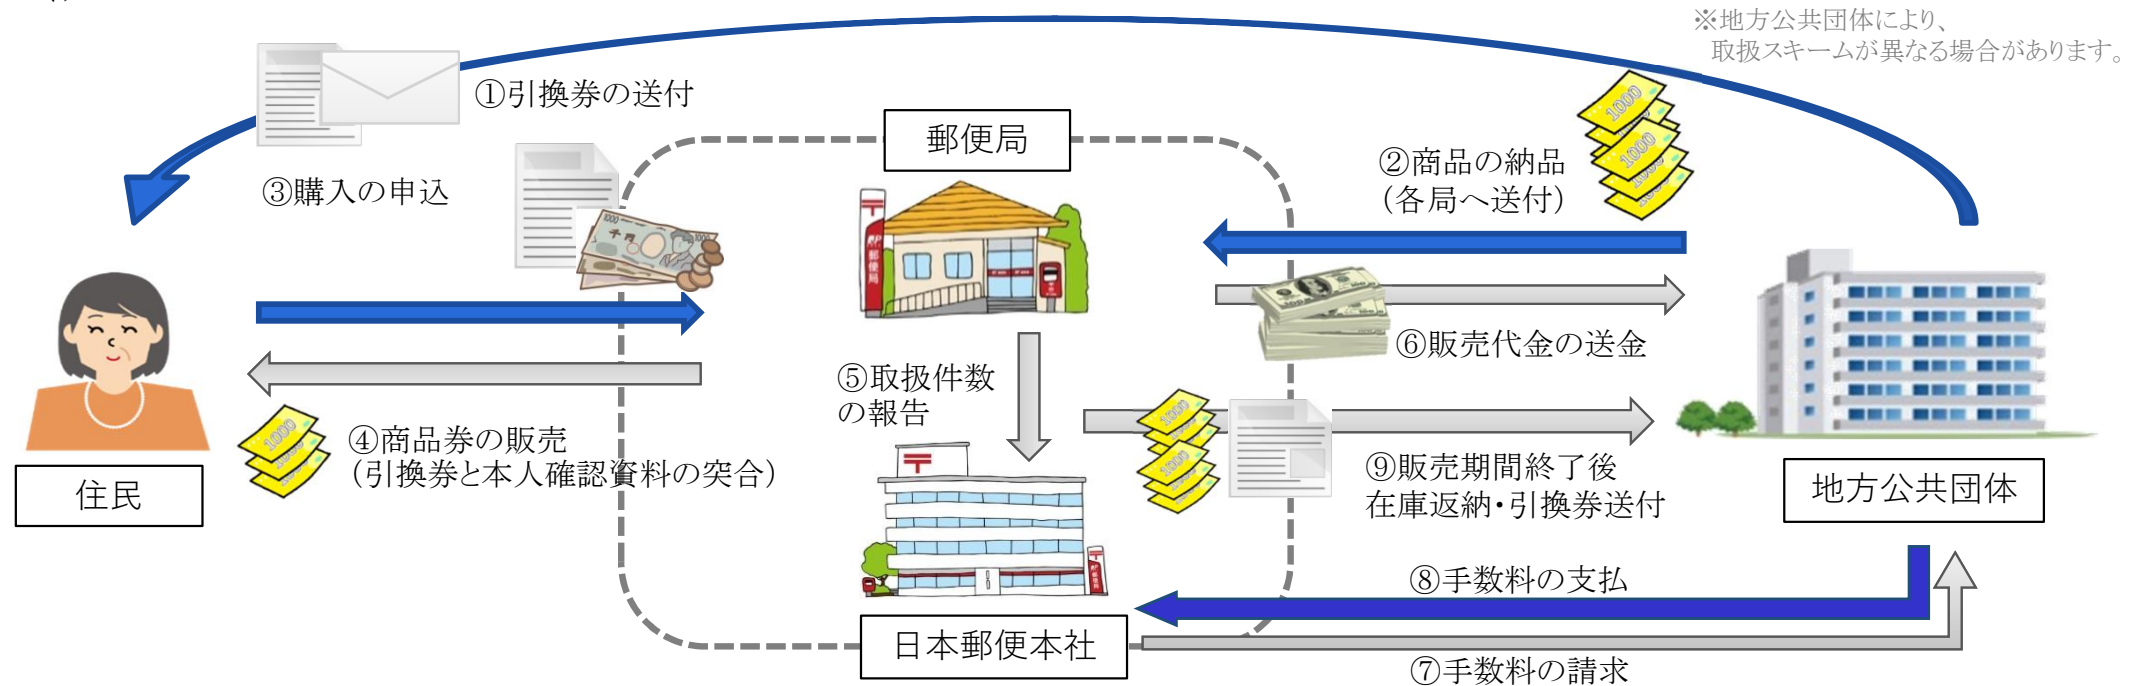 ※地方公共団体により、
取扱スキームが異なる場合があります。
①引換券の送付
郵便局
②商品の納品
（各局へ送付）
③購入の申込
⑥販売代金の送金
⑤取扱件数
の報告
④商品券の販売
（引換券と本人確認資料の突合）
⑨販売期間終了後
在庫返納・引換券送付
住民
地方公共団体
⑧手数料の支払
日本郵便本社
⑦手数料の請求